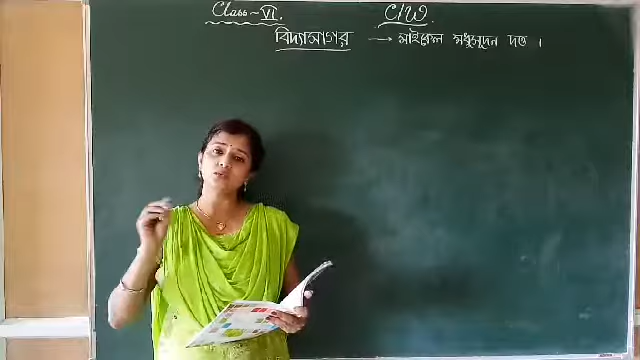 Class - VI. C/W
বিদ্যাসাগর → মাইকেল মধুসূদন দত্ত ।